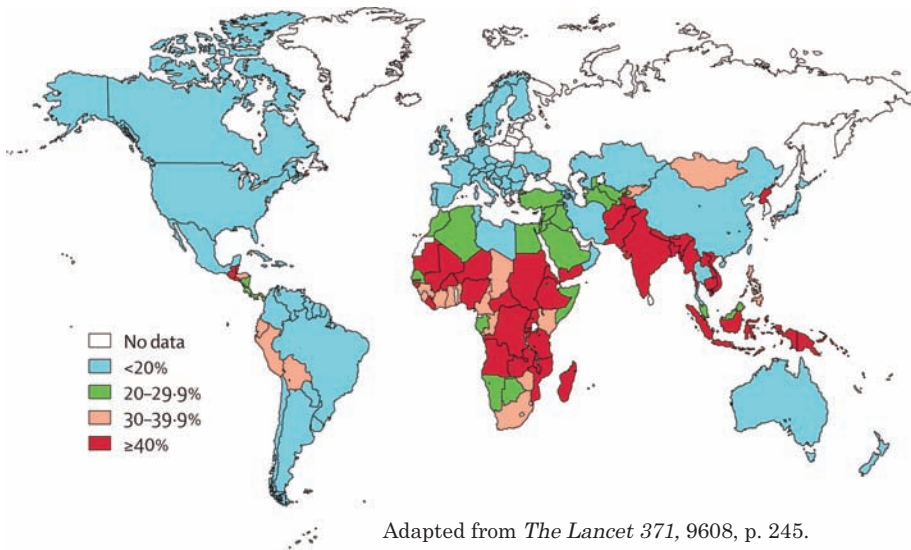 No data
<20%
20–29·9%
30–39·9%
≥40%
Adapted from The Lancet 371, 9608, p. 245.